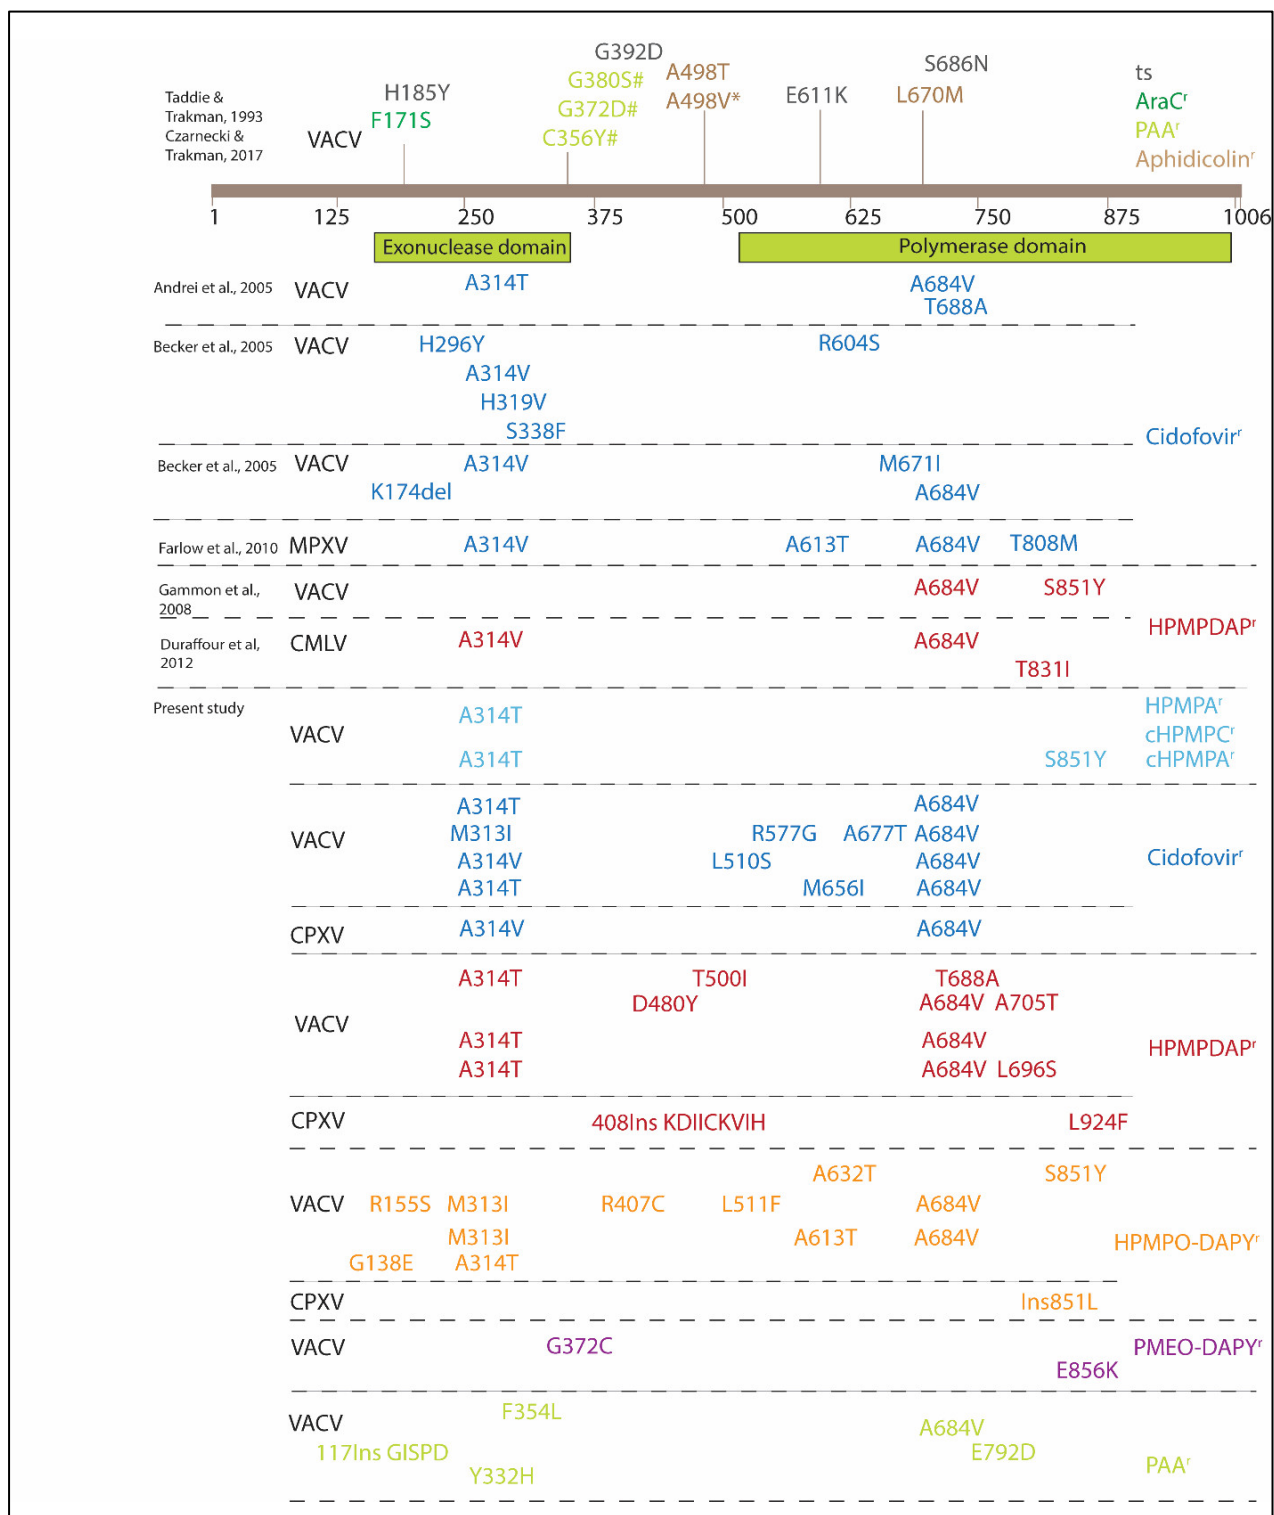 G392D
S686N
G380S# A498T
ts
Taddie &
Trakman, 1993
Czarnecki &
Trakman, 2017
H185Y
G372D# A498V* E611K L670M
AraCr
F171S
PAAr
VACV
C356Y#
Aphidicolinr
1 125 250 375 500 625 750 875 1006
Exonuclease domain Polymerase domain
Andrei et al., 2005 VACV A314T A684V
T688A
Becker et al., 2005 VACV H296Y R604S
A314V
H319V
S338F
Cidofovirr
Becker et al., 2005 VACV A314V M671I
K174del A684V
Farlow et al., 2010 MPXV A314V A613T A684V T808M
Gammon et al.,
2008
VACV A684V S851Y
HPMPDAPr
Duraffour et al,
2012
CMLV A314V A684V
T831I
Present study
A314T HPMPAr
VACV cHPMPCr
A314T S851Y cHPMPAr
A314T A684V
VACV M313I R577G A677T A684V
A314V L510S A684V
Cidofovirr
A314T M656I A684V
CPXV A314V A684V
A314T T500I T688A
D480Y A684V A705T
VACV
A314T A684V
HPMPDAPr
A314T A684V L696S
CPXV 408Ins KDIICKVIH L924F
A632T S851Y
VACV R155S M313I R407C L511F A684V
M313I A613T A684V
HPMPO-DAPYr
G138E A314T
CPXV Ins851L
VACV G372C PMEO-DAPYr
E856K
F354L
VACV A684V
117Ins GISPD E792D
PAAr
Y332H